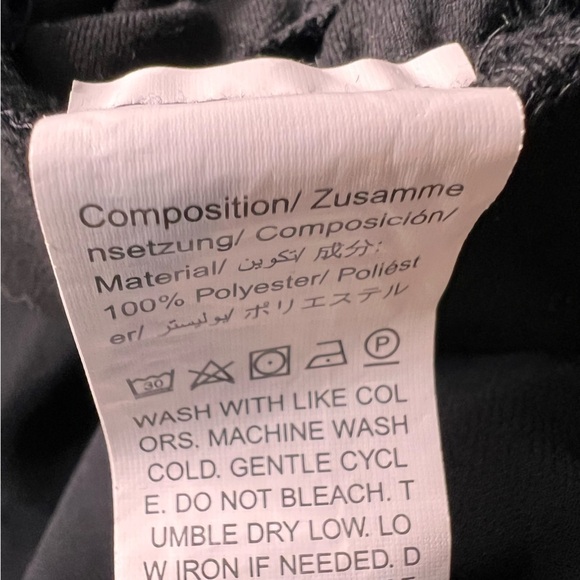 Composition/ Zusamme
nsetzung/ Composición/
Material/ تكوين/ 成分:
100% Polyester/ Poliést
er/ بوليستر/ ポリエステル
30 P
WASH WITH LIKE COL
ORS. MACHINE WASH
COLD. GENTLE CYCL
E. DO NOT BLEACH. T
UMBLE DRY LOW. LO
W IRON IF NEEDED. D